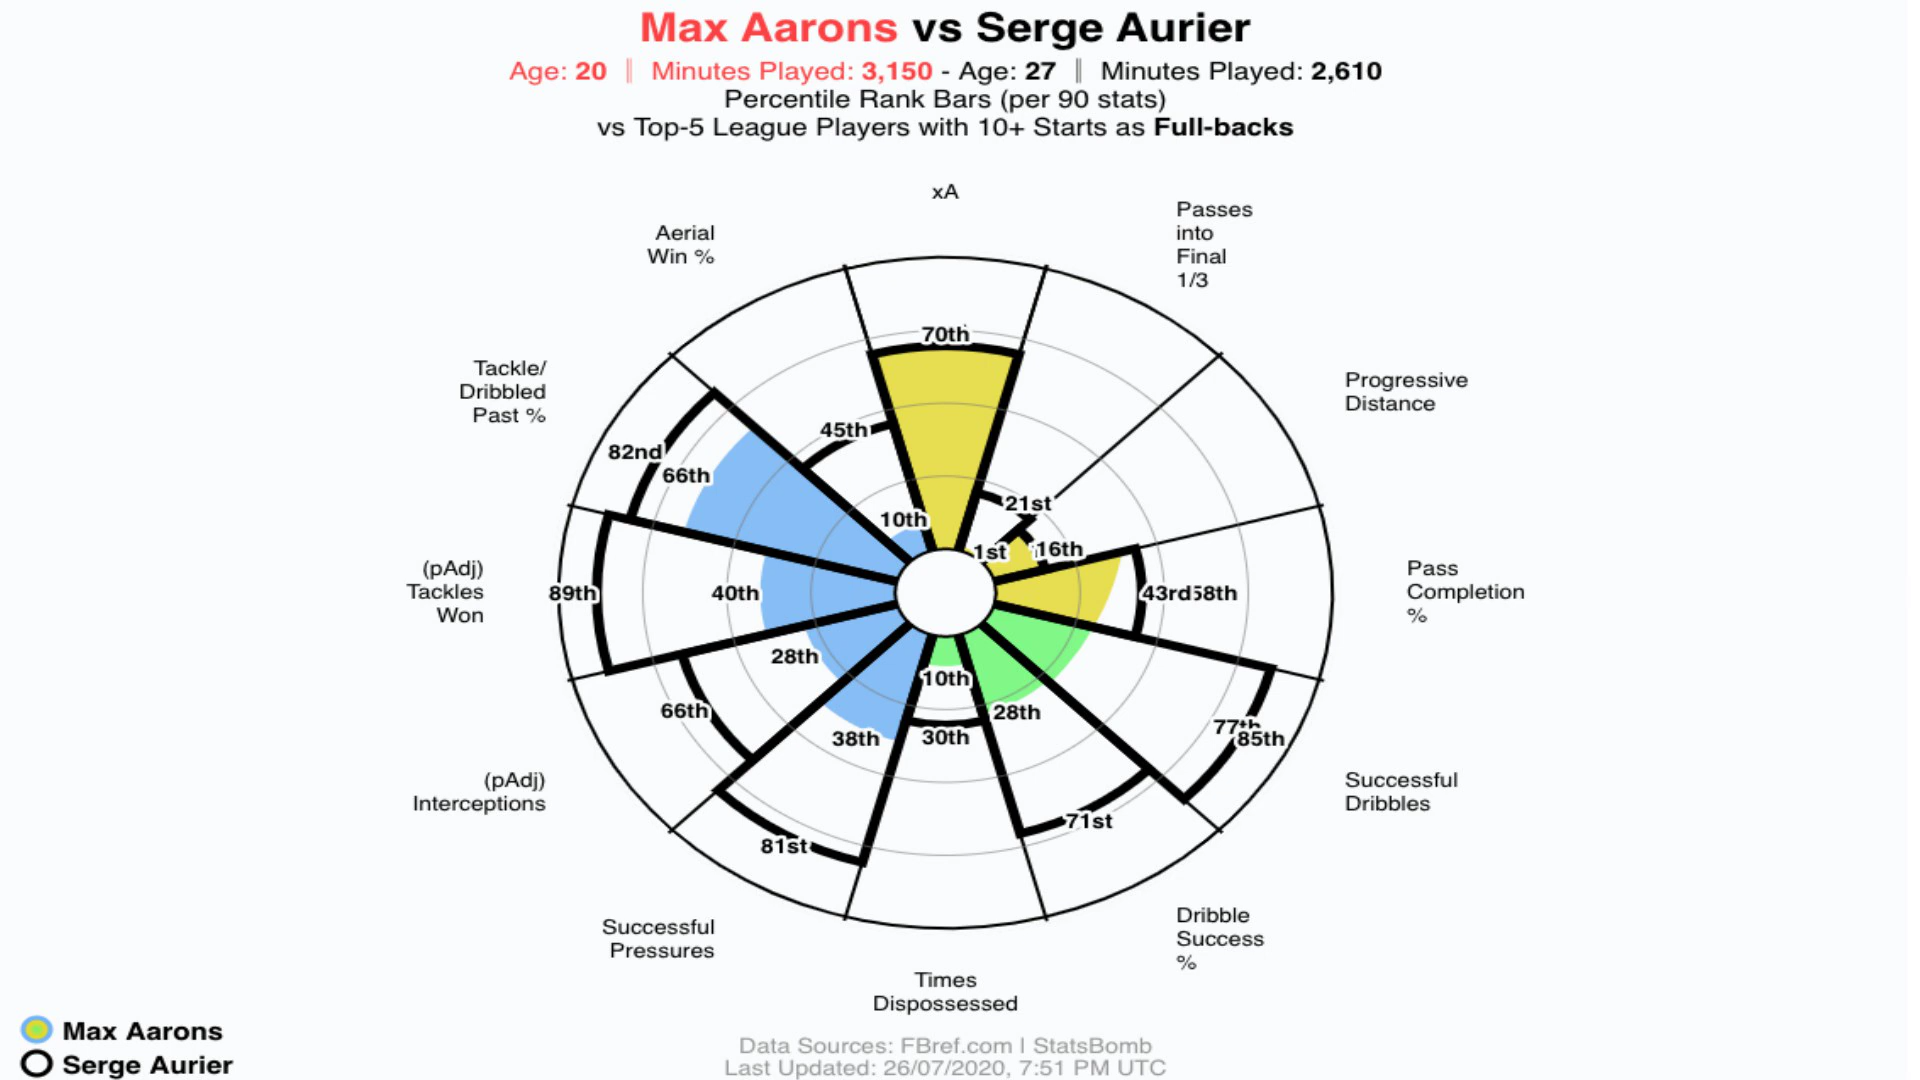 Max Aarons vs Serge Aurier
Age: 20 || Minutes Played: 3,150 - Age: 27 || Minutes Played: 2,610
Percentile Rank Bars (per 90 stats)
vs Top-5 League Players with 10+ Starts as Full-backs
xA
Passes
into
Final
1/3
Aerial
Win %
Progressive
Distance
Tackle/
Dribbled
Past %
(pAdj)
Tackles
Won
Pass
Completion
%
(pAdj)
Interceptions
Successful
Dribbles
Successful
Pressures
Dribble
Success
%
Times
Dispossessed
70th
45th
82nd
66th
21st
10th
1st
16th
89th
40th
43rd
58th
28th
10th
66th
28th
77th
38th
30th
85th
71st
81st
Max Aarons
Serge Aurier
Data Sources: FBref.com | StatsBomb
Last Updated: 26/07/2020, 7:51 PM UTC